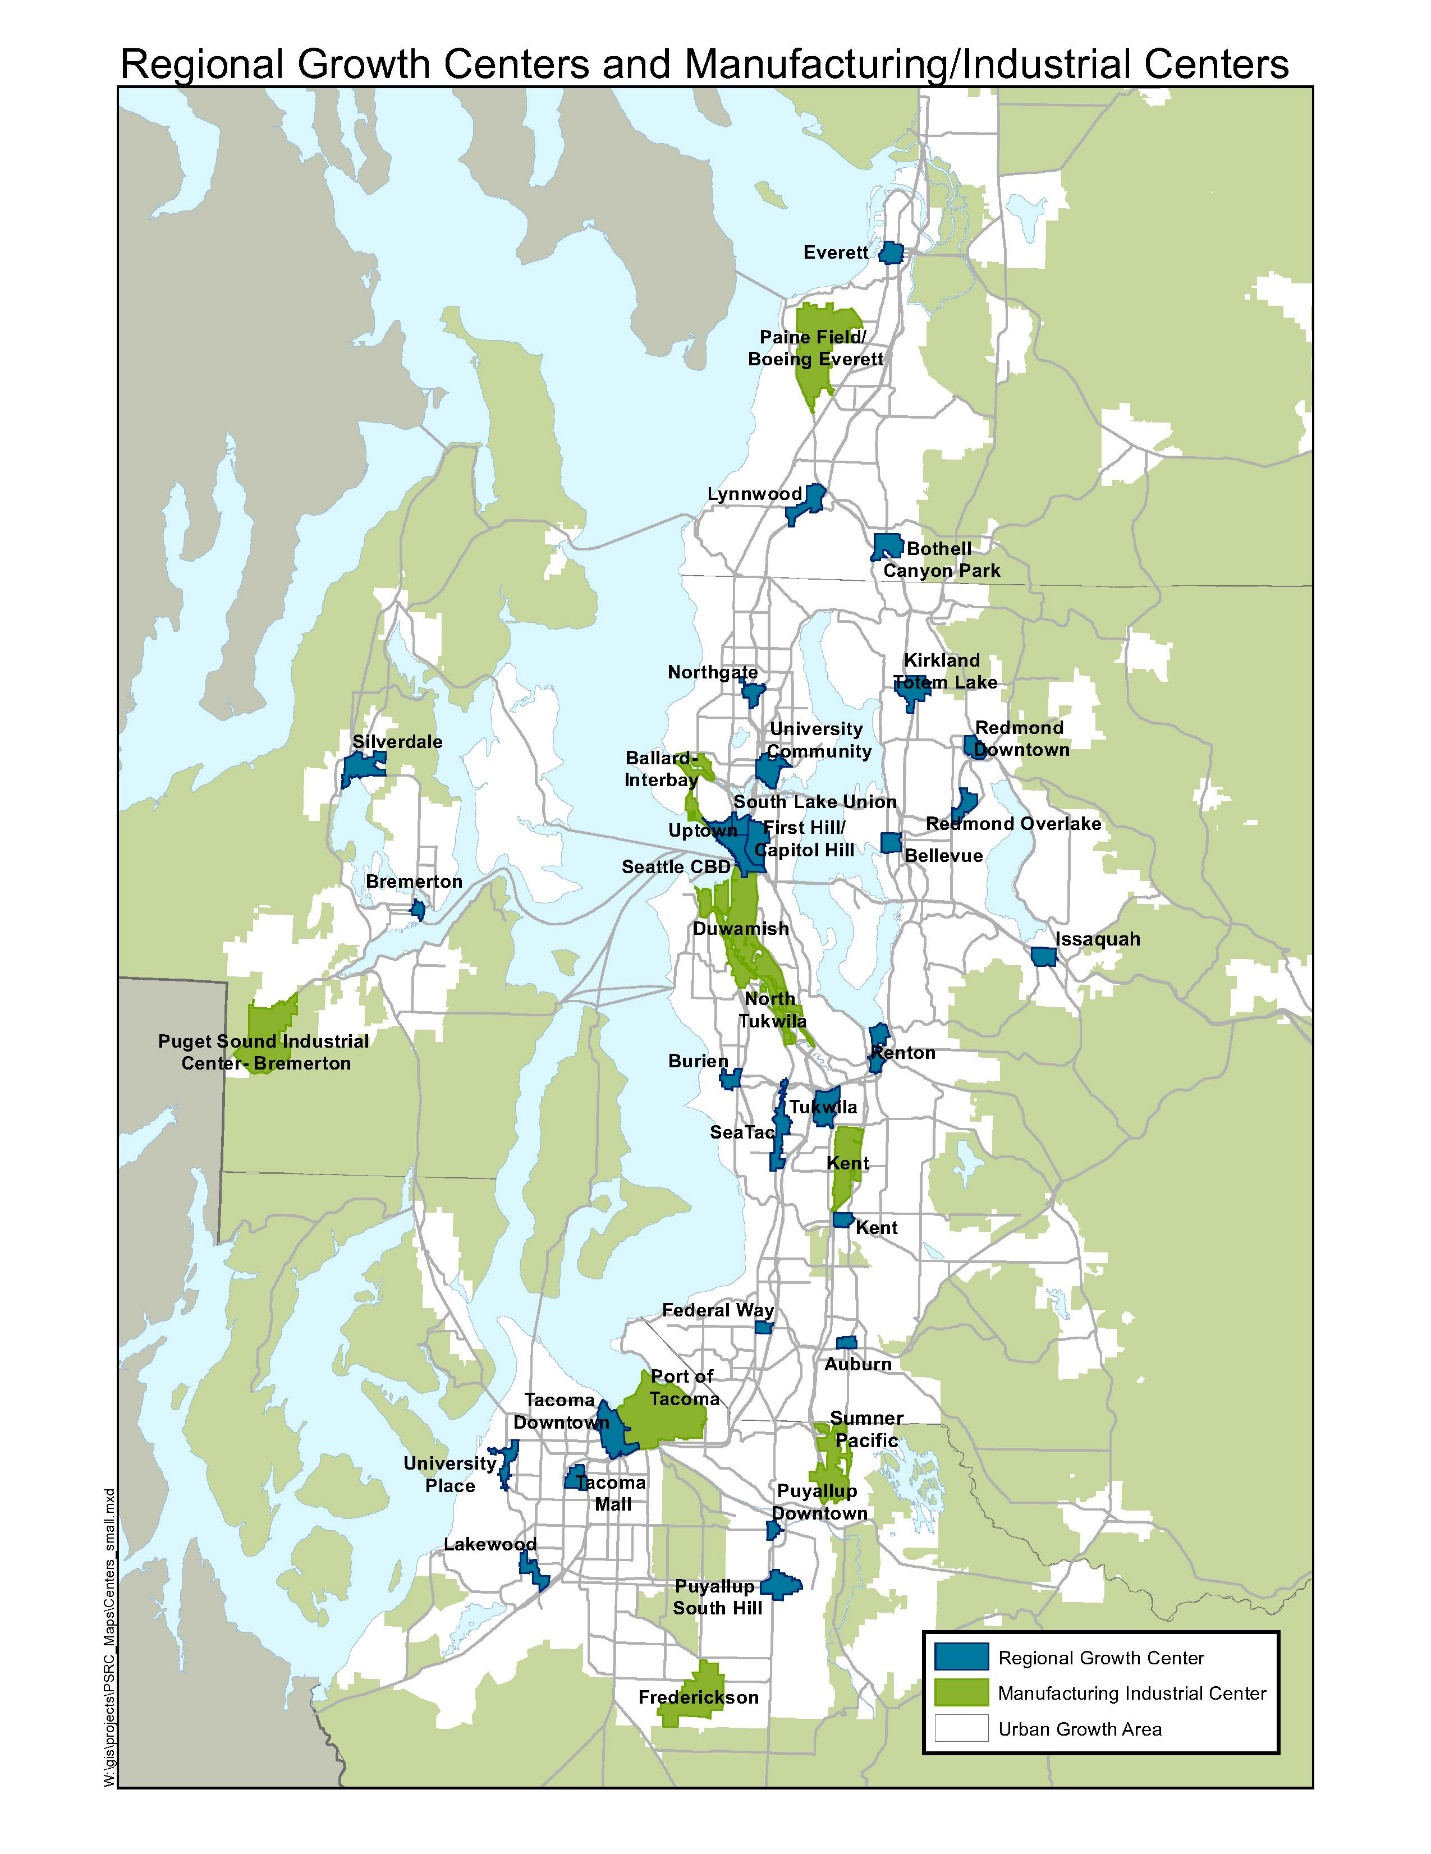 Regional Growth Centers and Manufacturing/Industrial Centers
Everett
Paine Field/
Boeing Everett
Lynnwood
Bothell
Canyon Park
Northgate
Kirkland
Totem Lake
University
Community
Redmond
Downtown
Silverdale
Ballard-
Interbay
South Lake Union
Uptown
First Hill/
Capitol Hill
Redmond Overlake
Bellevue
Seattle CBD
Bremerton
Duwamish
Issaquah
North
Tukwila
Puget Sound Industrial
Center- Bremerton
Burien
Renton
Tukwila
SeaTac
Kent
Kent
Federal Way
Auburn
Port of
Tacoma
Tacoma
Downtown
Sumner
Pacific
University
Place
Tacoma
Mall
Puyallup
Downtown
Lakewood
Puyallup
South Hill
Frederickson
Regional Growth Center
Manufacturing Industrial Center
Urban Growth Area
W:\gis\projects\PSRC_Maps\Centers_small.mxd